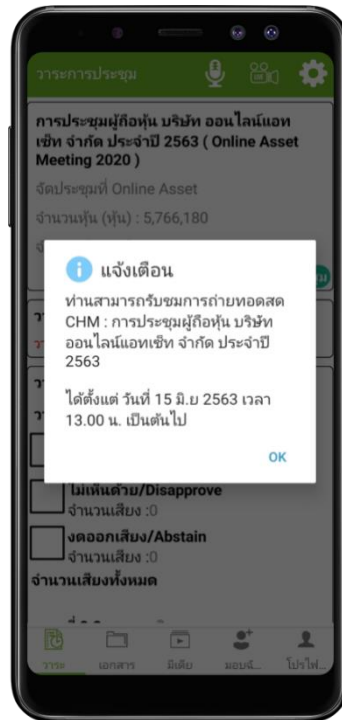 วาระการประชุม
การประชุมผู้ถือหุ้น บริษัท ออนไลน์แอท
เซ็ท จำกัด ประจำปี 2563 ( Online Asset
Meeting 2020 )
จัดประชุมที่ Online Asset
จำนวนหุ้น (หุ้น) : 5,766,180
แจ้งเตือน
ท่านสามารถรับชมการถ่ายทอดสด
CHM : การประชุมผู้ถือหุ้น บริษัท
ออนไลน์แอทเซ็ท จำกัด ประจำปี
2563
ได้ตั้งแต่ วันที่ 15 มิ.ย 2563 เวลา
13.00 น. เป็นต้นไป
OK
ไม่เห็นด้วย/Disapprove
จำนวนเสียง :0
งดออกเสียง/Abstain
จำนวนเสียง :0
จำนวนเสียงทั้งหมด
วาระ เอกสาร มีเดีย มอบฉั... โปรไฟ...